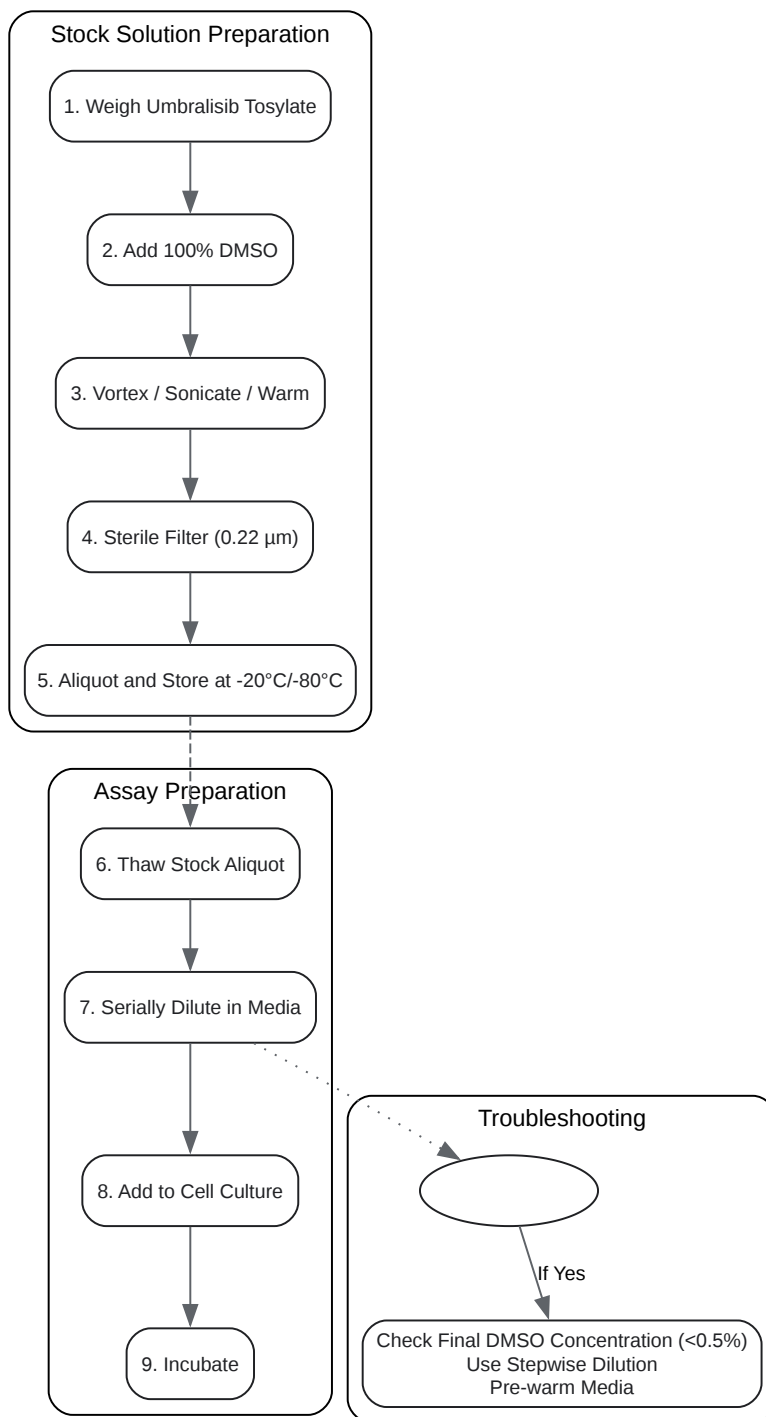 Stock Solution Preparation
1. Weigh Umbralisib Tosylate
2. Add 100% DMSO
3. Vortex / Sonicate / Warm
4. Sterile Filter (0.22 µm)
5. Aliquot and Store at -20°C/-80°C
Assay Preparation
6. Thaw Stock Aliquot
7. Serially Dilute in Media
8. Add to Cell Culture
9. Incubate
Troubleshooting
If Yes
Check Final DMSO Concentration (<0.5%)
Use Stepwise Dilution
Pre-warm Media